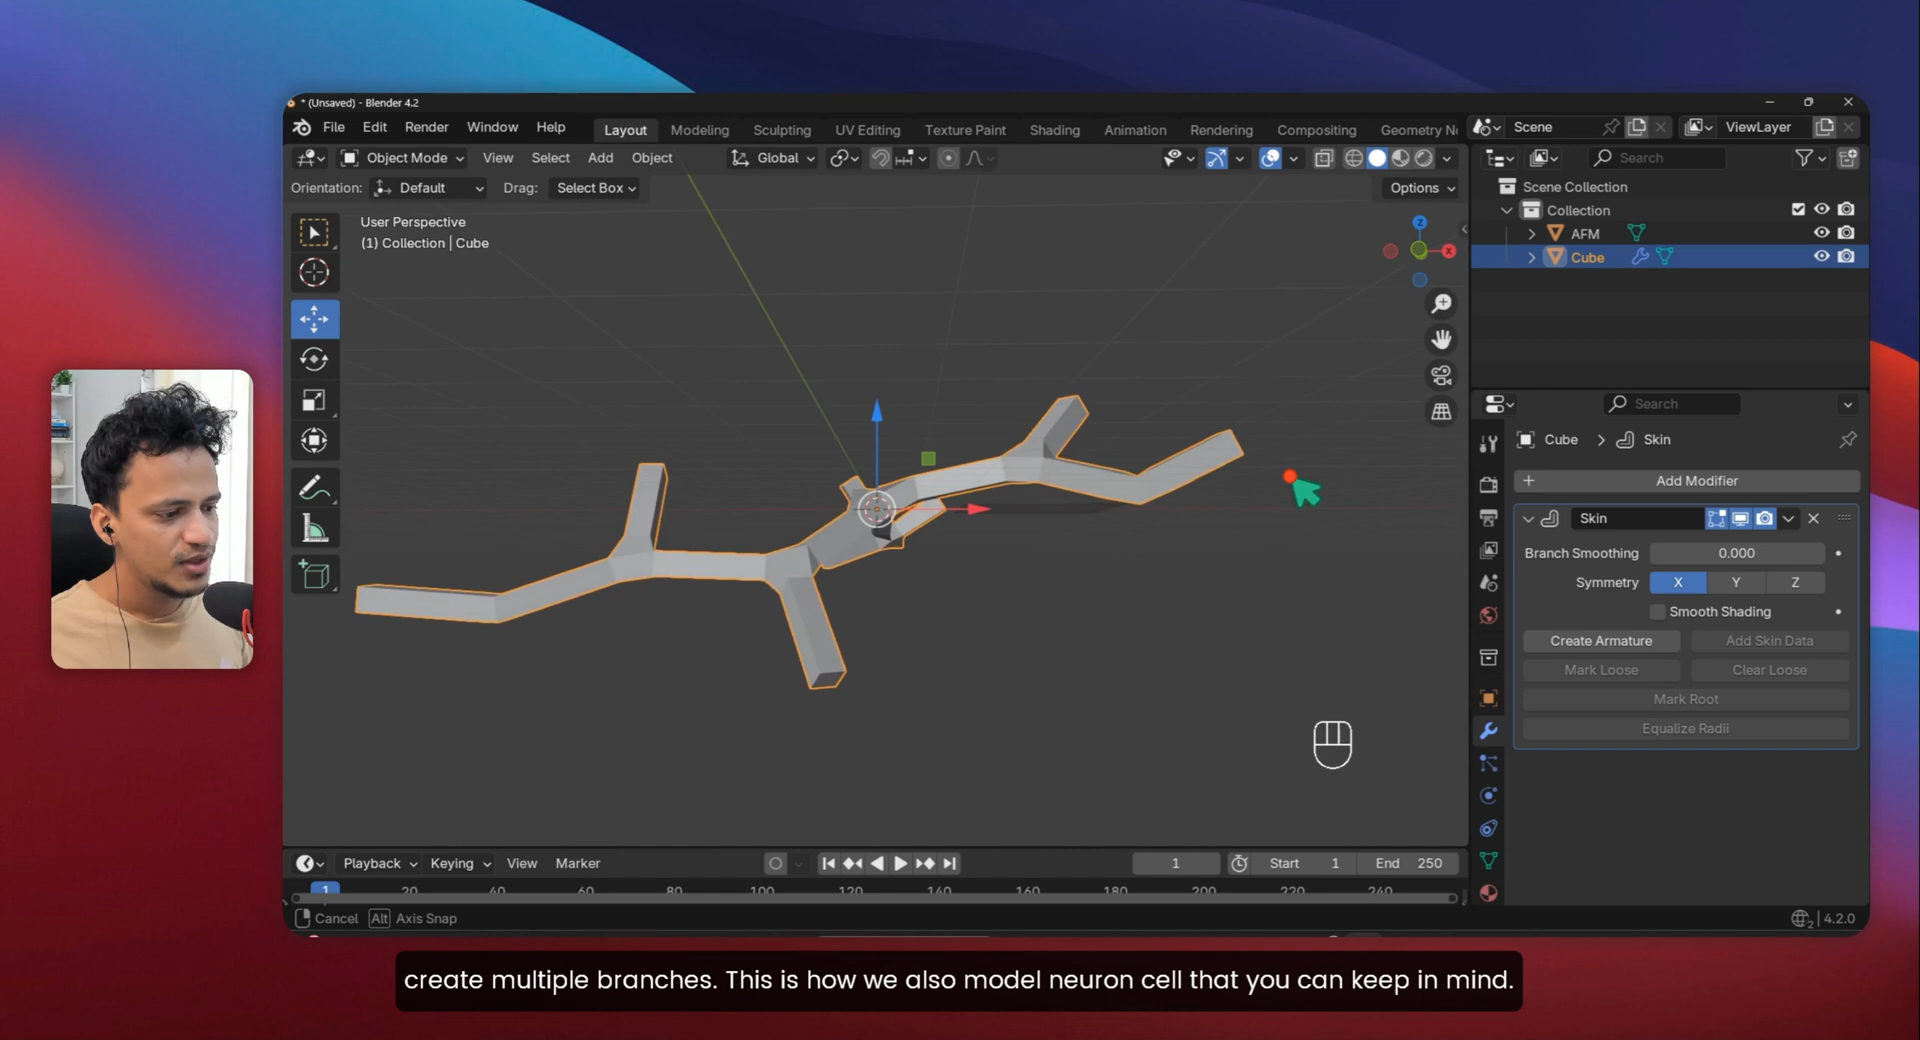 * (Unsaved) - Blender 4.2
File Edit Render Window Help Layout Modeling Sculpting UV Editing Texture Paint Shading Animation Rendering Compositing Geometry N
Scene ViewLayer
Object Mode View Select Add Object Global
Search
Orientation: Default Drag: Select Box Options
Scene Collection
Collection
AFM
Cube
User Perspective
(1) Collection | Cube
Z
X
Search
Cube > Skin
+ Add Modifier
Skin
Branch Smoothing 0.000
Symmetry X Y Z
Smooth Shading
Create Armature Add Skin Data
Mark Loose Clear Loose
Mark Root
Equalize Radii
Playback Keying View Marker 1 Start 1 End 250
1 20 40 60 80 100 120 140 160 180 200 220 240
Cancel Alt Axis Snap
2 | 4.2.0
create multiple branches. This is how we also model neuron cell that you can keep in mind.